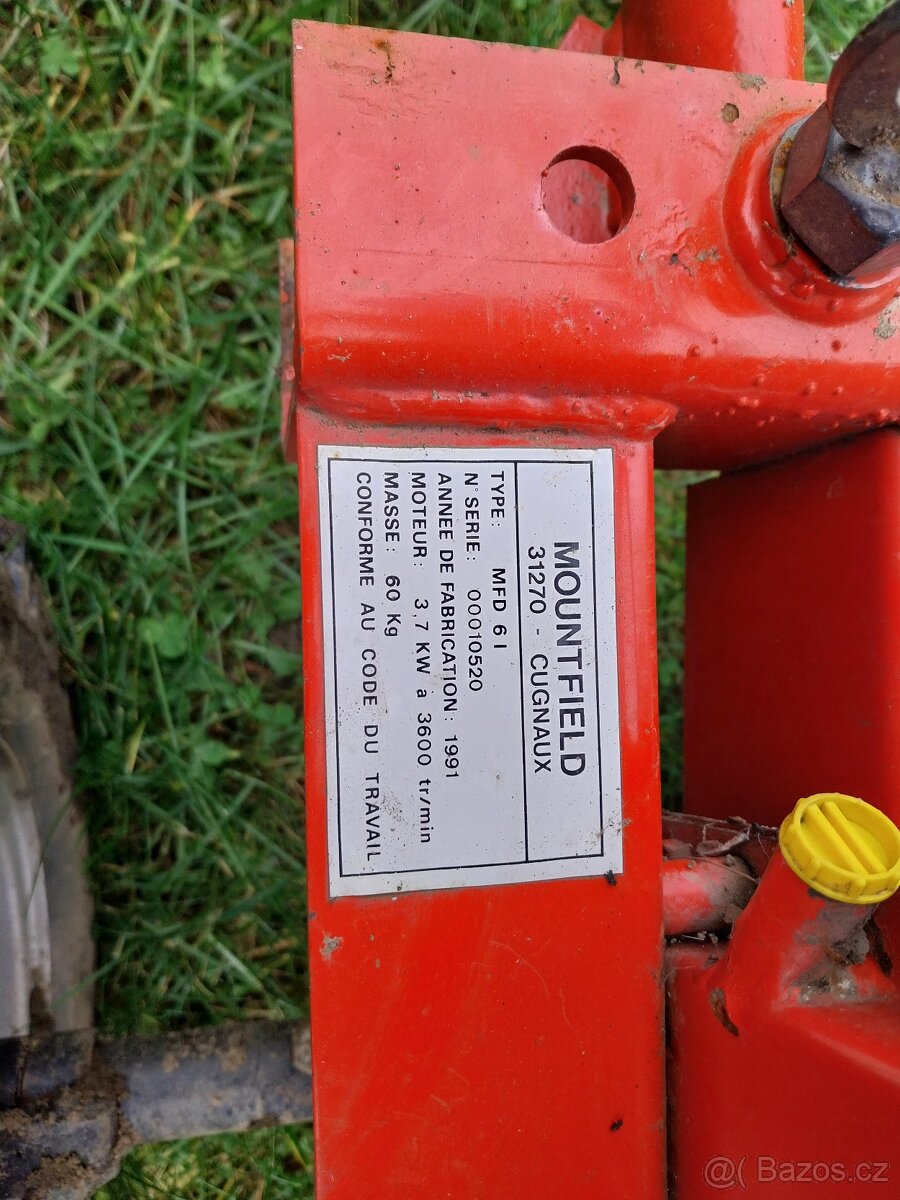 MOUNTFIELD
31270 - CUGNAUX
TYPE: MFD 6 I
N°SERIE: 00010520
ANNEE DE FABRICATION: 1991
MOTEUR: 3,7 KW à 3600 tr/min
MASSE: 60 Kg
CONFORME AU CODE DU TRAVAIL
@( Bazos.cz